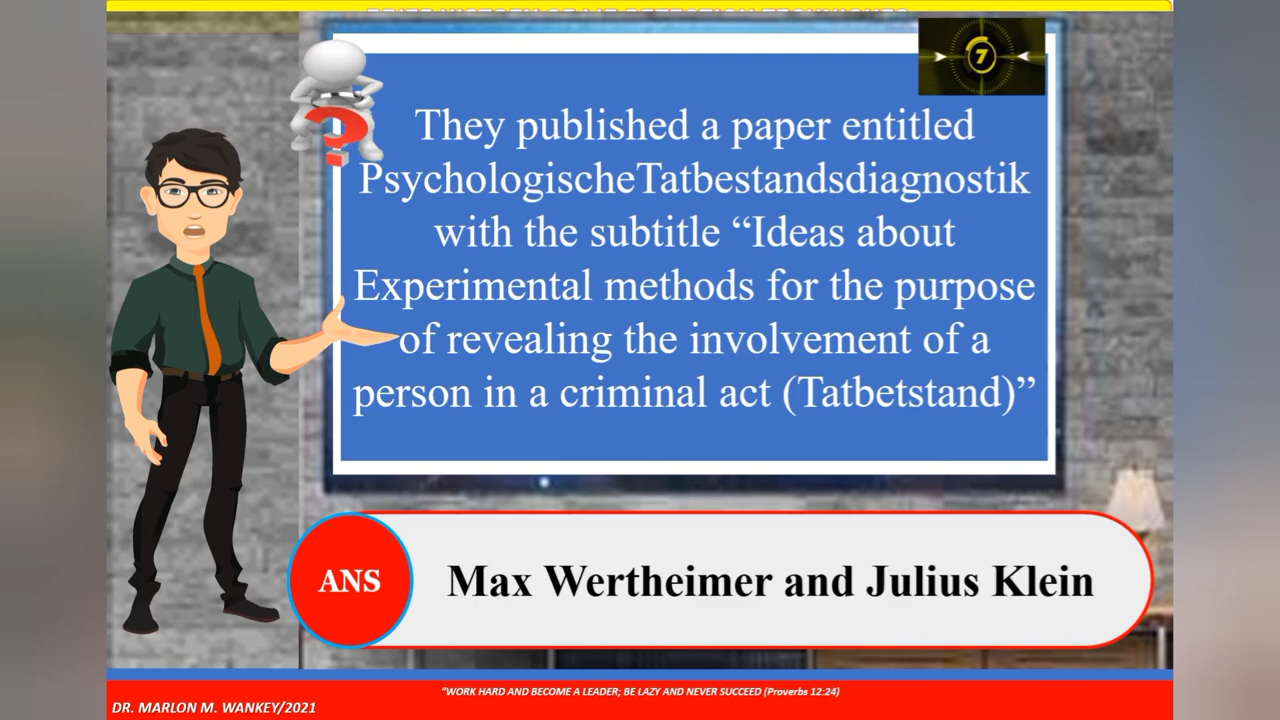 7
They published a paper entitled
PsychologischeTatbestandsdiagnostik
with the subtitle “Ideas about
Experimental methods for the purpose
of revealing the involvement of a
person in a criminal act (Tatbetstand)”
ANS
Max Wertheimer and Julius Klein
“WORK HARD AND BECOME A LEADER; BE LAZY AND NEVER SUCCEED (Proverbs 12:24)
DR. MARLON M. WANKEY/2021